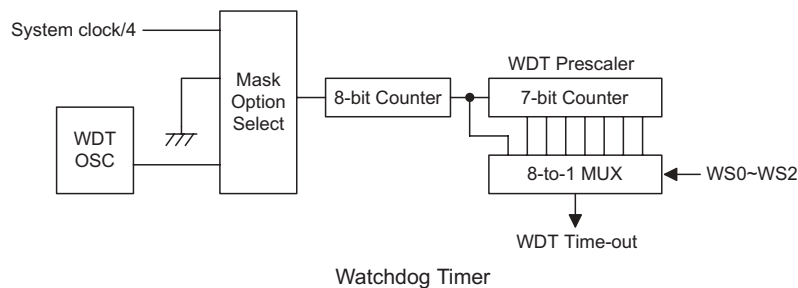 System clock/4
Mask
Option
Select
WDT
OSC
8-bit Counter
WDT Prescaler
7-bit Counter
8-to-1 MUX
WS0~WS2
WDT Time-out
Watchdog Timer